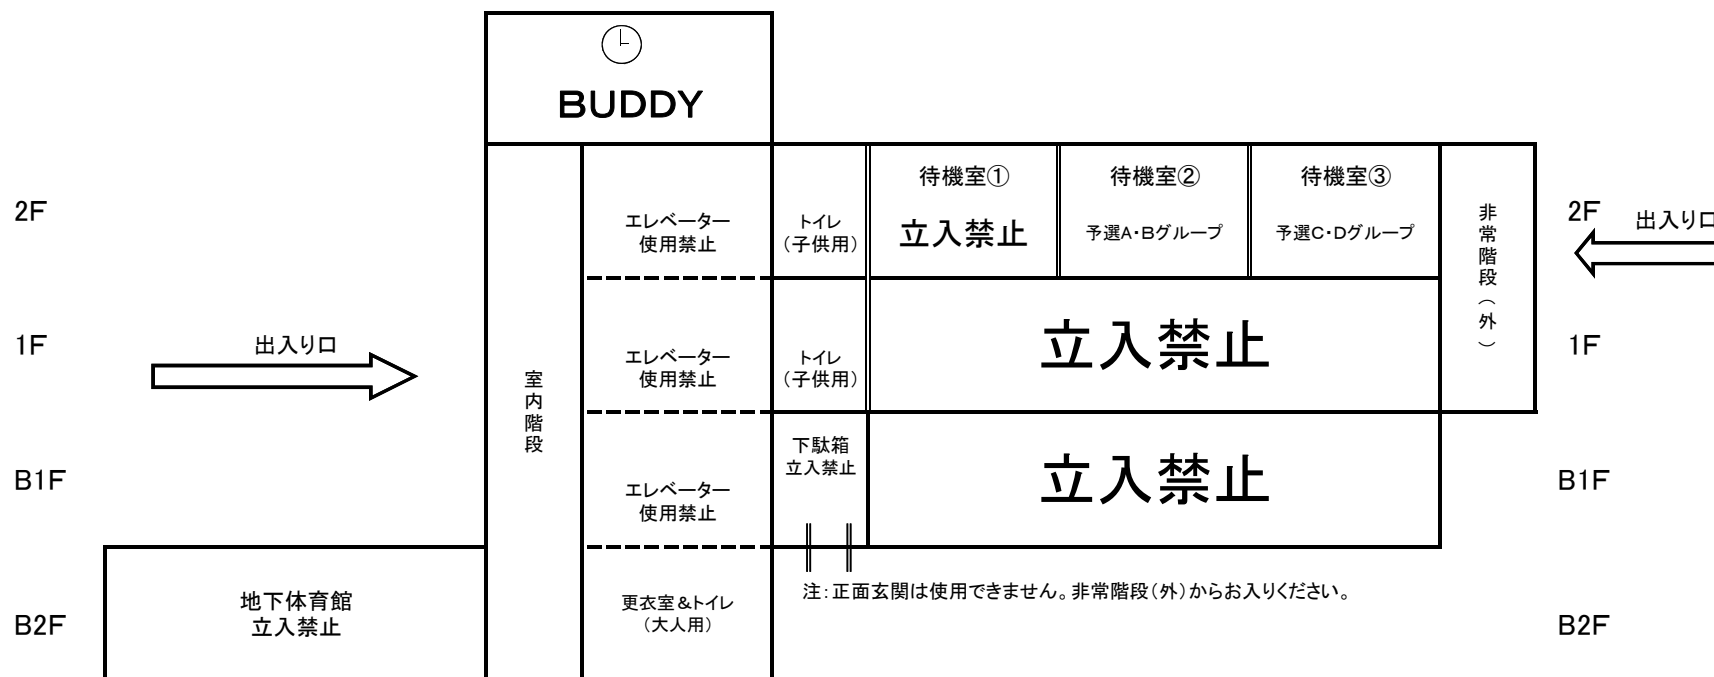 BUDDY
2F
エレベーター
使用禁止
トイレ
(子供用)
待機室①
立入禁止
待機室②
予選A・Bグループ
待機室③
予選C・Dグループ
非常階段(外)
2F
出入り口
1F
出入り口
室内階段
エレベーター
使用禁止
トイレ
(子供用)
立入禁止
1F
B1F
エレベーター
使用禁止
下駄箱
立入禁止
立入禁止
B1F
注:正面玄関は使用できません。非常階段(外)からお入りください。
B2F
地下体育館
立入禁止
更衣室&トイレ
(大人用)
B2F